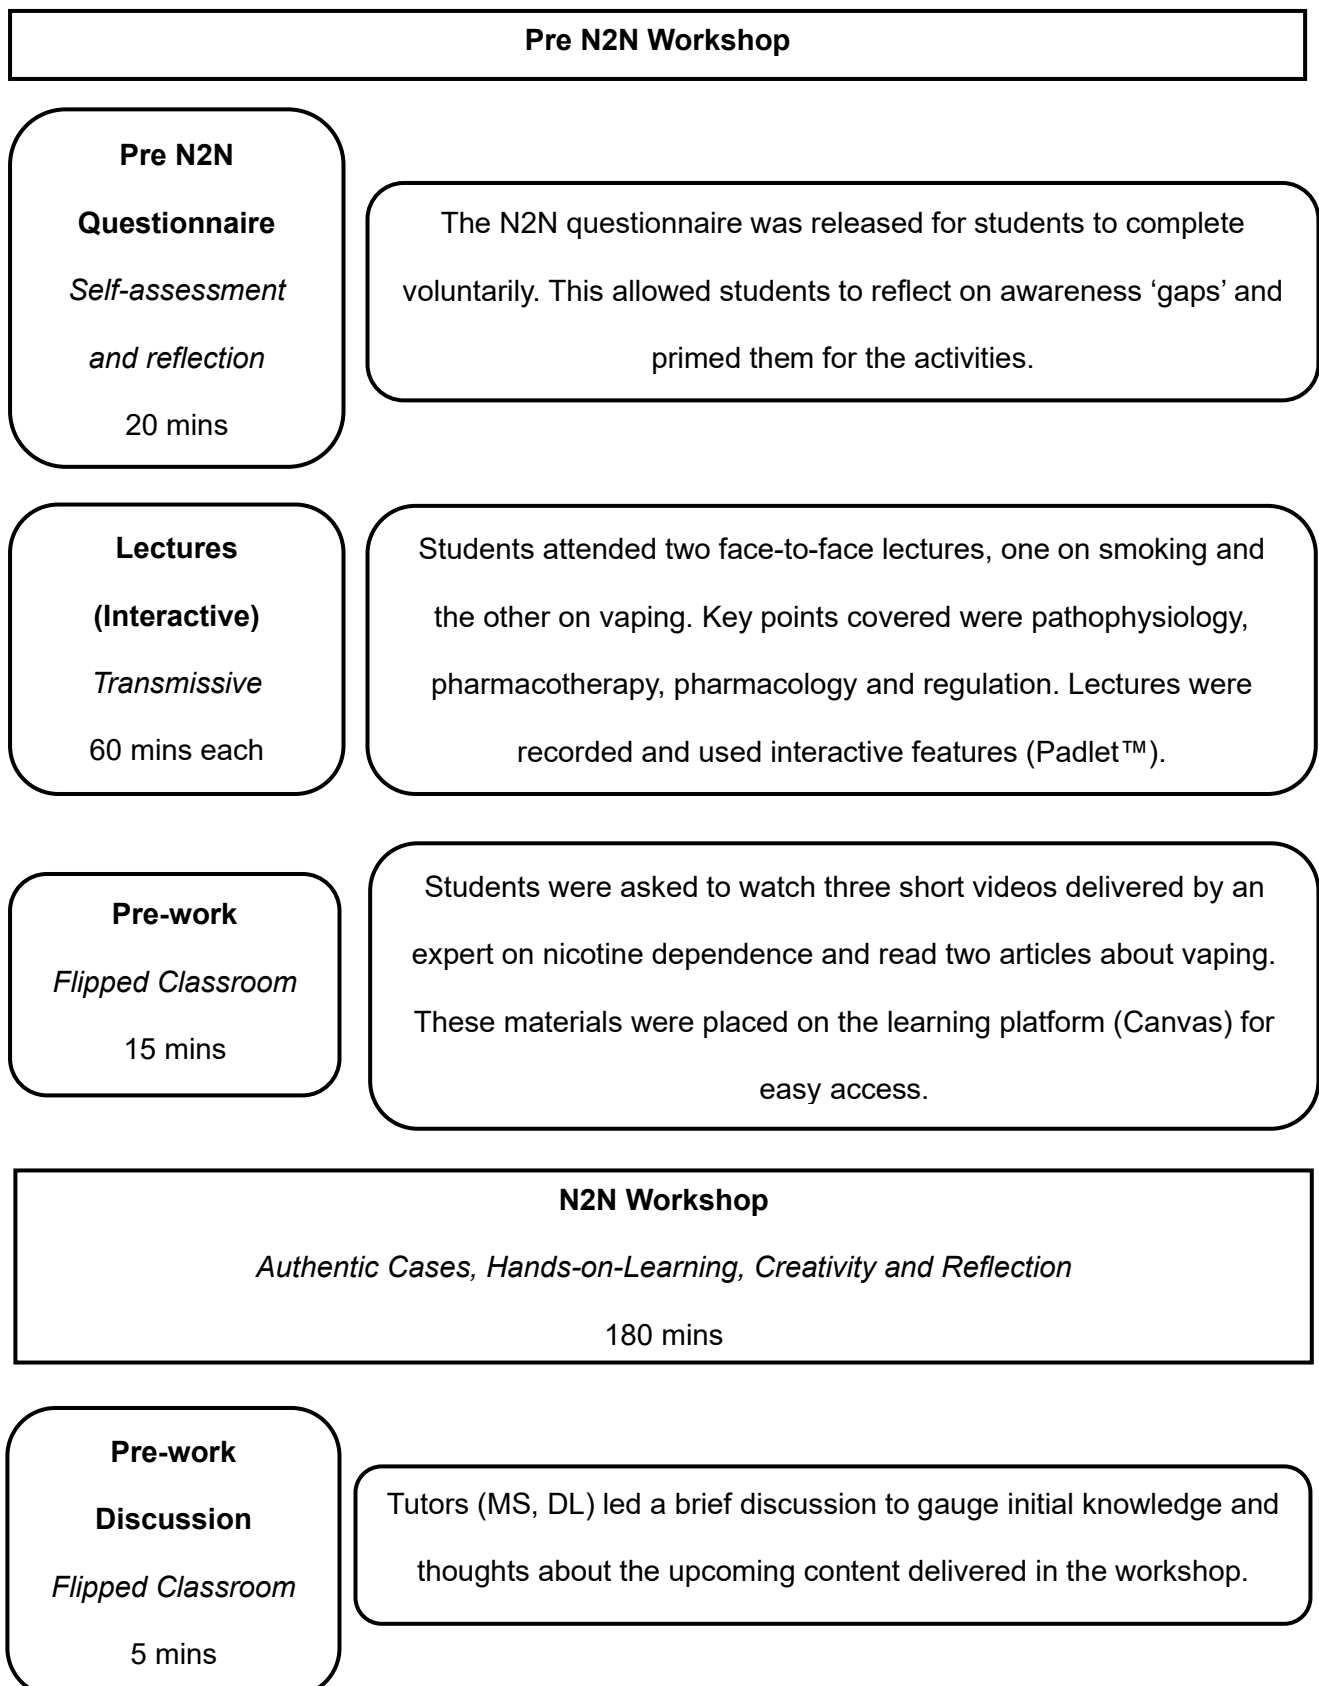 Pre N2N Workshop
Pre N2N
Questionnaire
Self-assessment
and reflection
20 mins
The N2N questionnaire was released for students to complete
voluntarily. This allowed students to reflect on awareness ‘gaps’ and
primed them for the activities.
Lectures
(Interactive)
Transmissive
60 mins each
Students attended two face-to-face lectures, one on smoking and
the other on vaping. Key points covered were pathophysiology,
pharmacotherapy, pharmacology and regulation. Lectures were
recorded and used interactive features (Padlet™).
Pre-work
Flipped Classroom
15 mins
Students were asked to watch three short videos delivered by an
expert on nicotine dependence and read two articles about vaping.
These materials were placed on the learning platform (Canvas) for
easy access.
N2N Workshop
Authentic Cases, Hands-on-Learning, Creativity and Reflection
180 mins
Pre-work
Discussion
Flipped Classroom
5 mins
Tutors (MS, DL) led a brief discussion to gauge initial knowledge and
thoughts about the upcoming content delivered in the workshop.